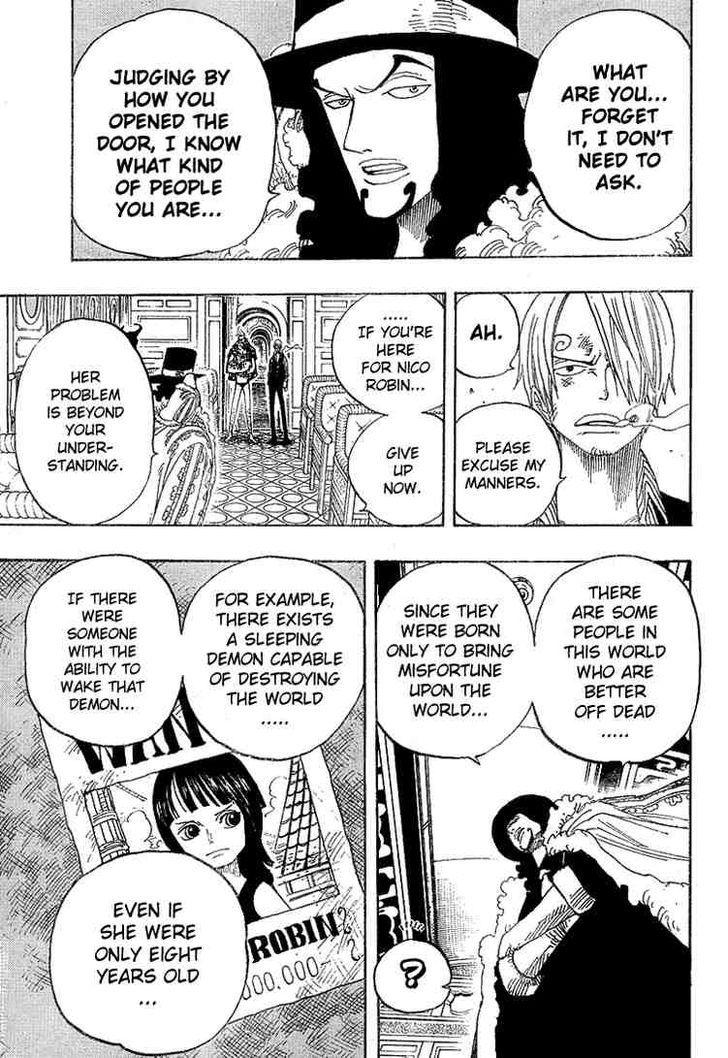 WHAT
ARE YOU...
FORGET
IT, I DON'T
NEED TO
ASK.
JUDGING BY
HOW YOU
OPENED THE
DOOR, I KNOW
WHAT KIND
OF PEOPLE
YOU ARE...
AH.
PLEASE
EXCUSE MY
MANNERS.
.....
IF YOU'RE
HERE
FOR NICO
ROBIN...
GIVE
UP
NOW.
HER
PROBLEM
IS BEYOND
YOUR
UNDER-
STANDING.
THERE
ARE SOME
PEOPLE IN
THIS WORLD
WHO ARE
BETTER
OFF DEAD
.....
SINCE THEY
WERE BORN
ONLY TO BRING
MISFORTUNE
UPON THE
WORLD...
?
FOR EXAMPLE,
THERE EXISTS
A SLEEPING
DEMON CAPABLE
OF DESTROYING
THE WORLD
.....
IF THERE
WERE
SOMEONE
WITH THE
ABILITY TO
WAKE THAT
DEMON...
WAN
ROBIN
000.000-
EVEN IF
SHE WERE
ONLY EIGHT
YEARS OLD
...